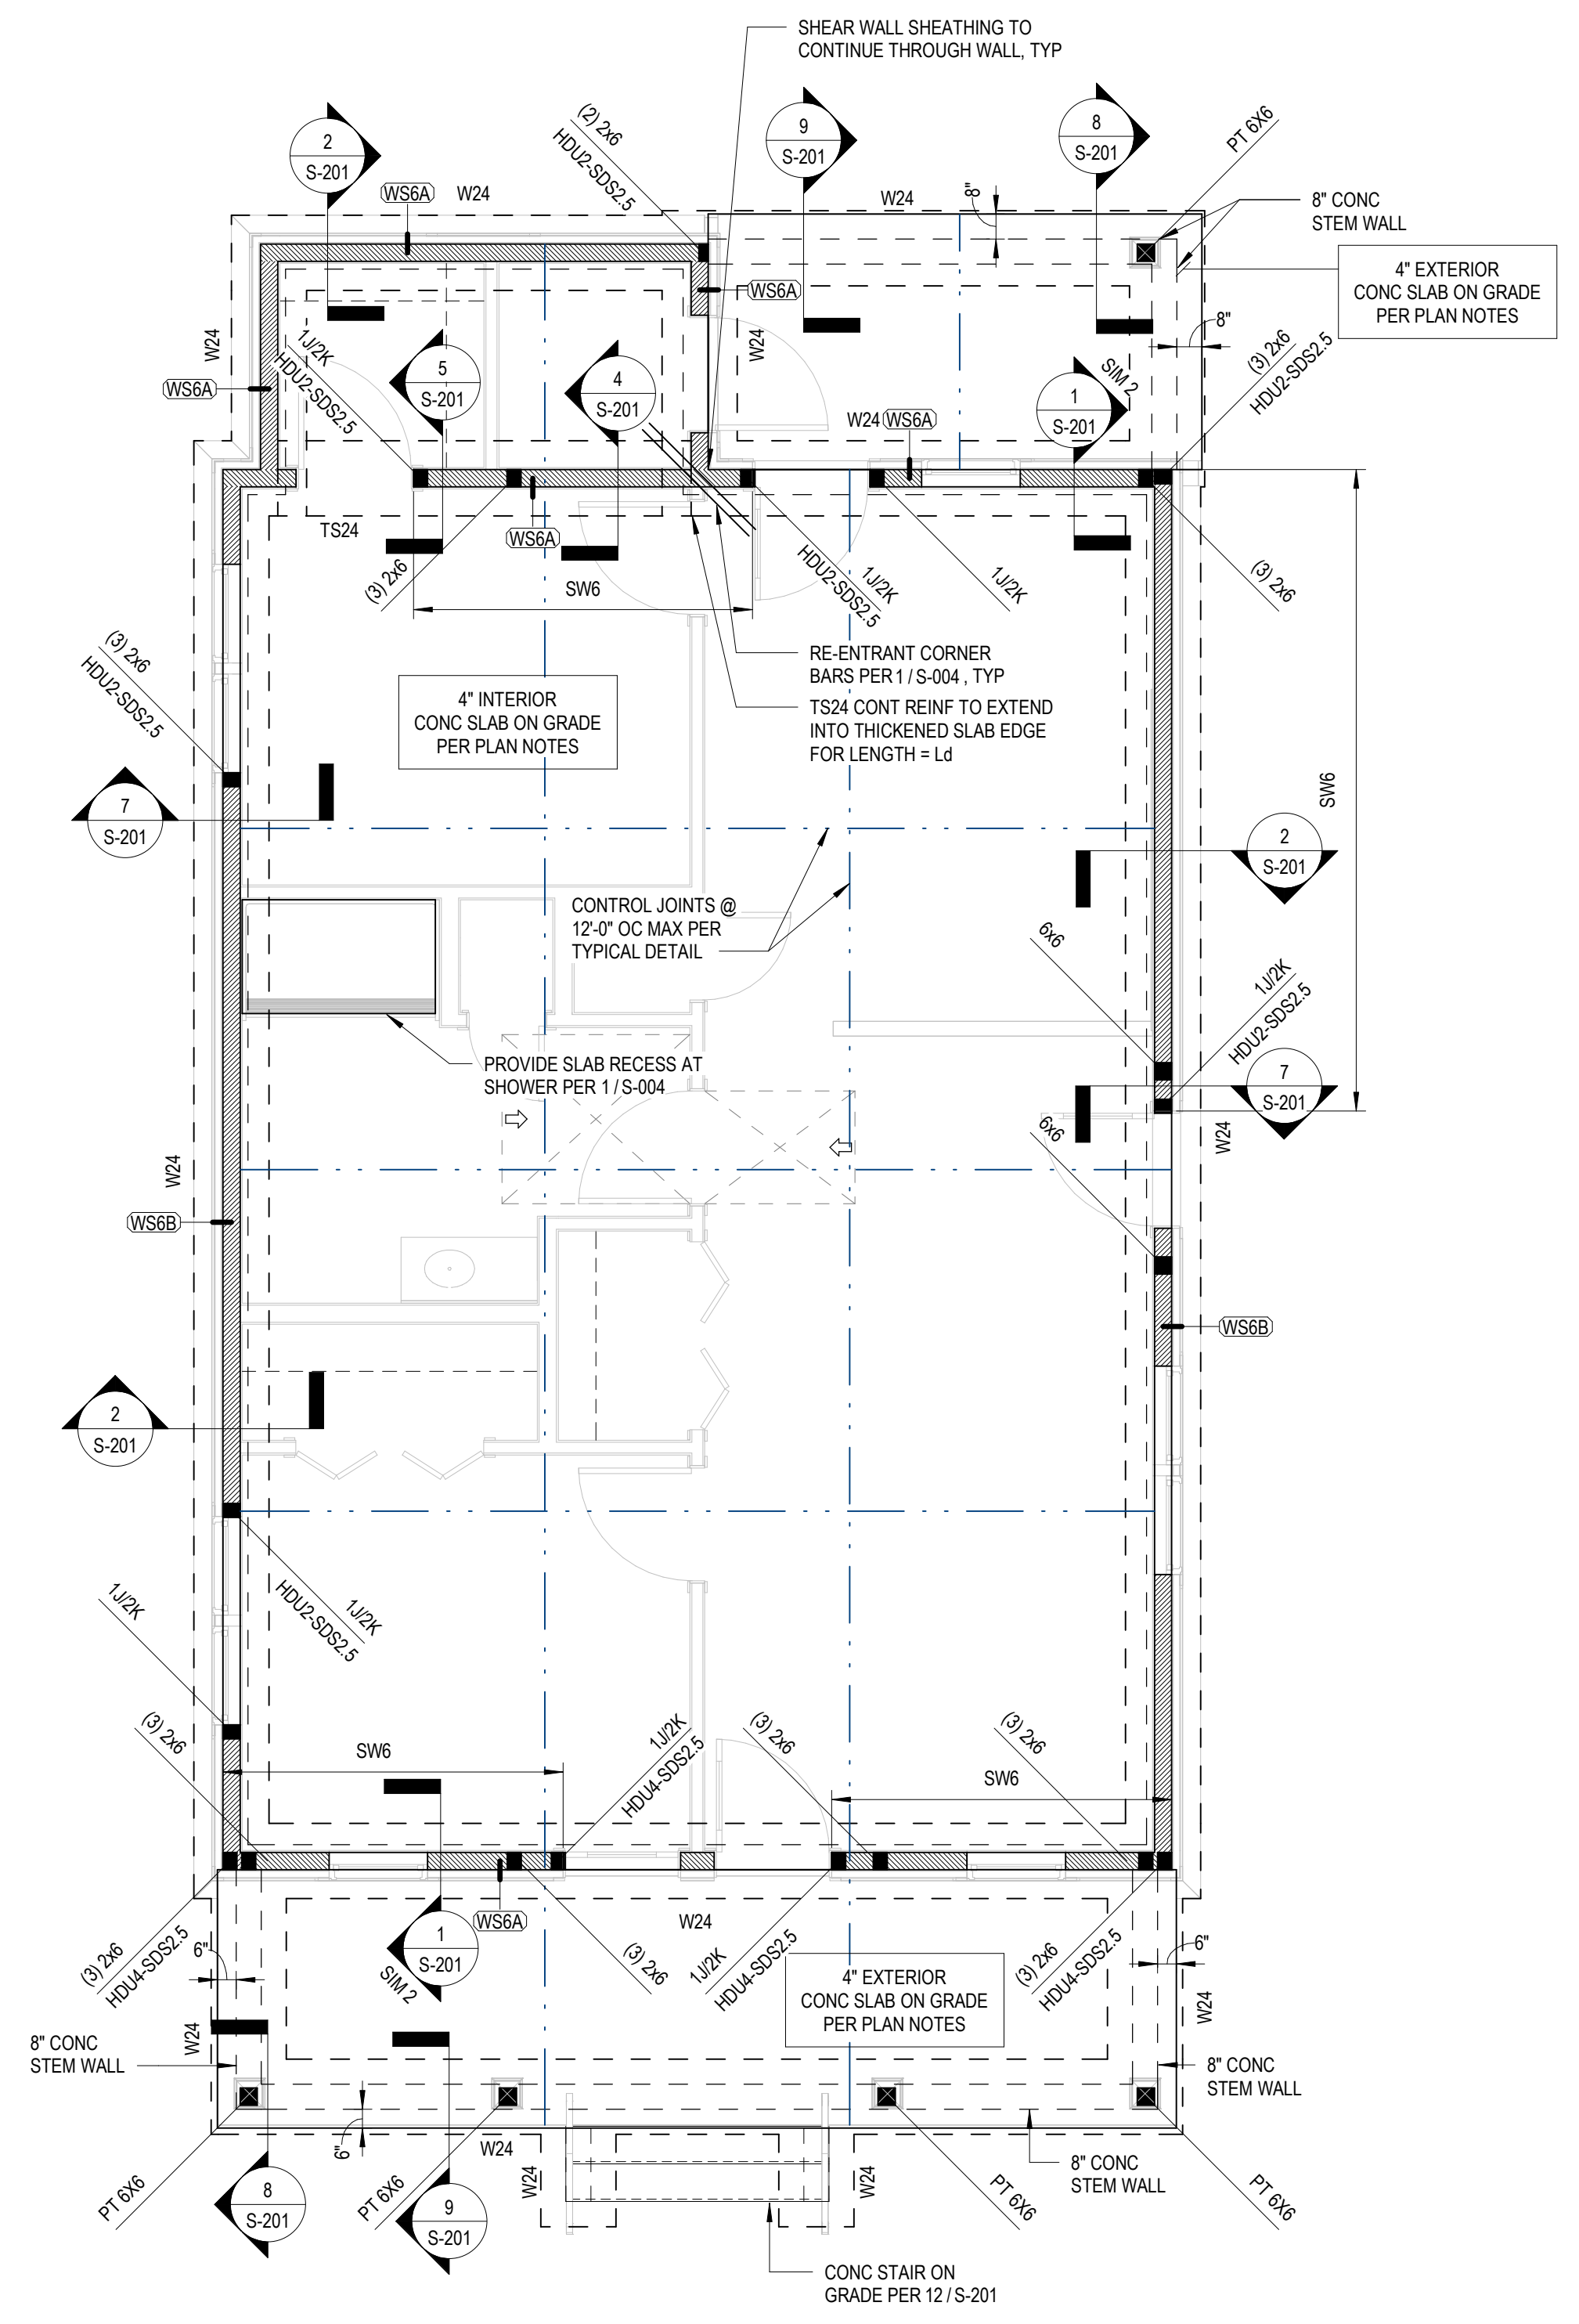 SHEAR WALL SHEATHING TO
CONTINUE THROUGH WALL, TYP
2
S-201
(2) 2x6
HDU2-SDS2.5
9
S-201
8
S-201
PT 6X6
WS6A
W24
W24
8"
8" CONC
STEM WALL
4" EXTERIOR
CONC SLAB ON GRADE
PER PLAN NOTES
WS6A
8"
W24
1J/2K
HDU2-SDS2.5
W24
(3) 2x6
HDU2-SDS2.5
WS6A
5
S-201
4
S-201
1
S-201
SIM 2
W24
WS6A
TS24
WS6A
(3) 2x6
SW6
1J/2K
HDU2-SDS2.5
1J/2K
(3) 2x6
(3) 2x6
HDU2-SDS2.5
RE-ENTRANT CORNER
BARS PER 1 / S-004 , TYP
4" INTERIOR
CONC SLAB ON GRADE
PER PLAN NOTES
TS24 CONT REINF TO EXTEND
INTO THICKENED SLAB EDGE
FOR LENGTH = Ld
SW6
7
S-201
2
S-201
CONTROL JOINTS @
12'-0" OC MAX PER
TYPICAL DETAIL
6x6
1J/2K
HDU2-SDS2.5
PROVIDE SLAB RECESS AT
SHOWER PER 1 / S-004
7
S-201
6x6
W24
W24
WS6B
WS6B
2
S-201
1J/2K
HDU2-SDS2.5
1J/2K
(3) 2x6
SW6
1J/2K
HDU4-SDS2.5
(3) 2x6
(3) 2x6
SW6
WS6A
W24
(3) 2x6
HDU4-SDS2.5
6"
1
S-201
SIM 2
(3) 2x6
1J/2K
HDU4-SDS2.5
4" EXTERIOR
CONC SLAB ON GRADE
PER PLAN NOTES
(3) 2x6
HDU4-SDS2.5
6"
W24
W24
8" CONC
STEM WALL
8" CONC
STEM WALL
6"
W24
W24
W24
8" CONC
STEM WALL
PT 6X6
PT 6X6
PT 6X6
PT 6X6
8
S-201
9
S-201
CONC STAIR ON
GRADE PER 12 / S-201